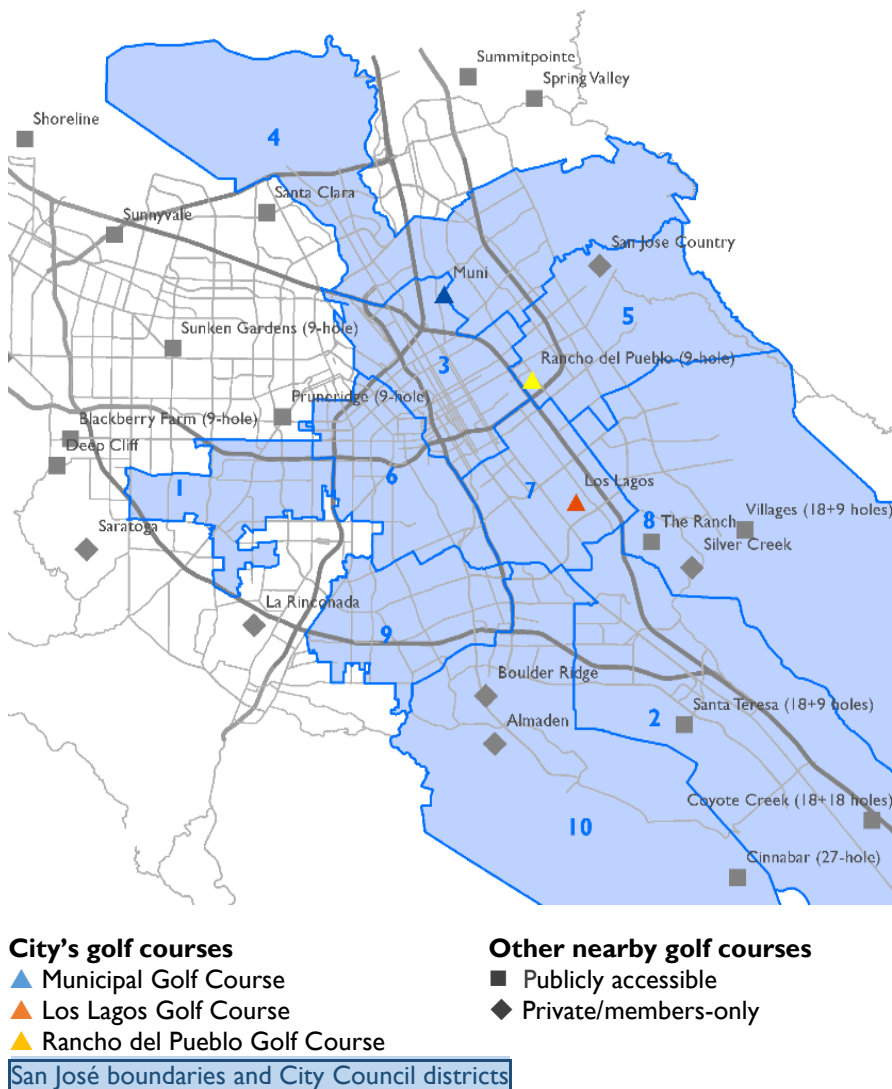 Summitpointe
Spring Valley
Shoreline
4
Santa Clara
Sunnyvale
San Jose Country
Muni
5
Sunken Gardens (9-hole)
3
Rancho del Pueblo (9-hole)
Pruneridge (9-hole)
Blackberry Farm (9-hole)
Deep Cliff
6
Los Lagos
1
7
Villages (18+9 holes)
8
The Ranch
Saratoga
Silver Creek
La Rinconada
9
Boulder Ridge
Santa Teresa (18+9 holes)
2
Almaden
Coyote Creek (18+18 holes)
10
Cinnabar (27-hole)
City's golf courses
Municipal Golf Course
Los Lagos Golf Course
Rancho del Pueblo Golf Course
San José boundaries and City Council districts
Other nearby golf courses
Publicly accessible
Private/members-only